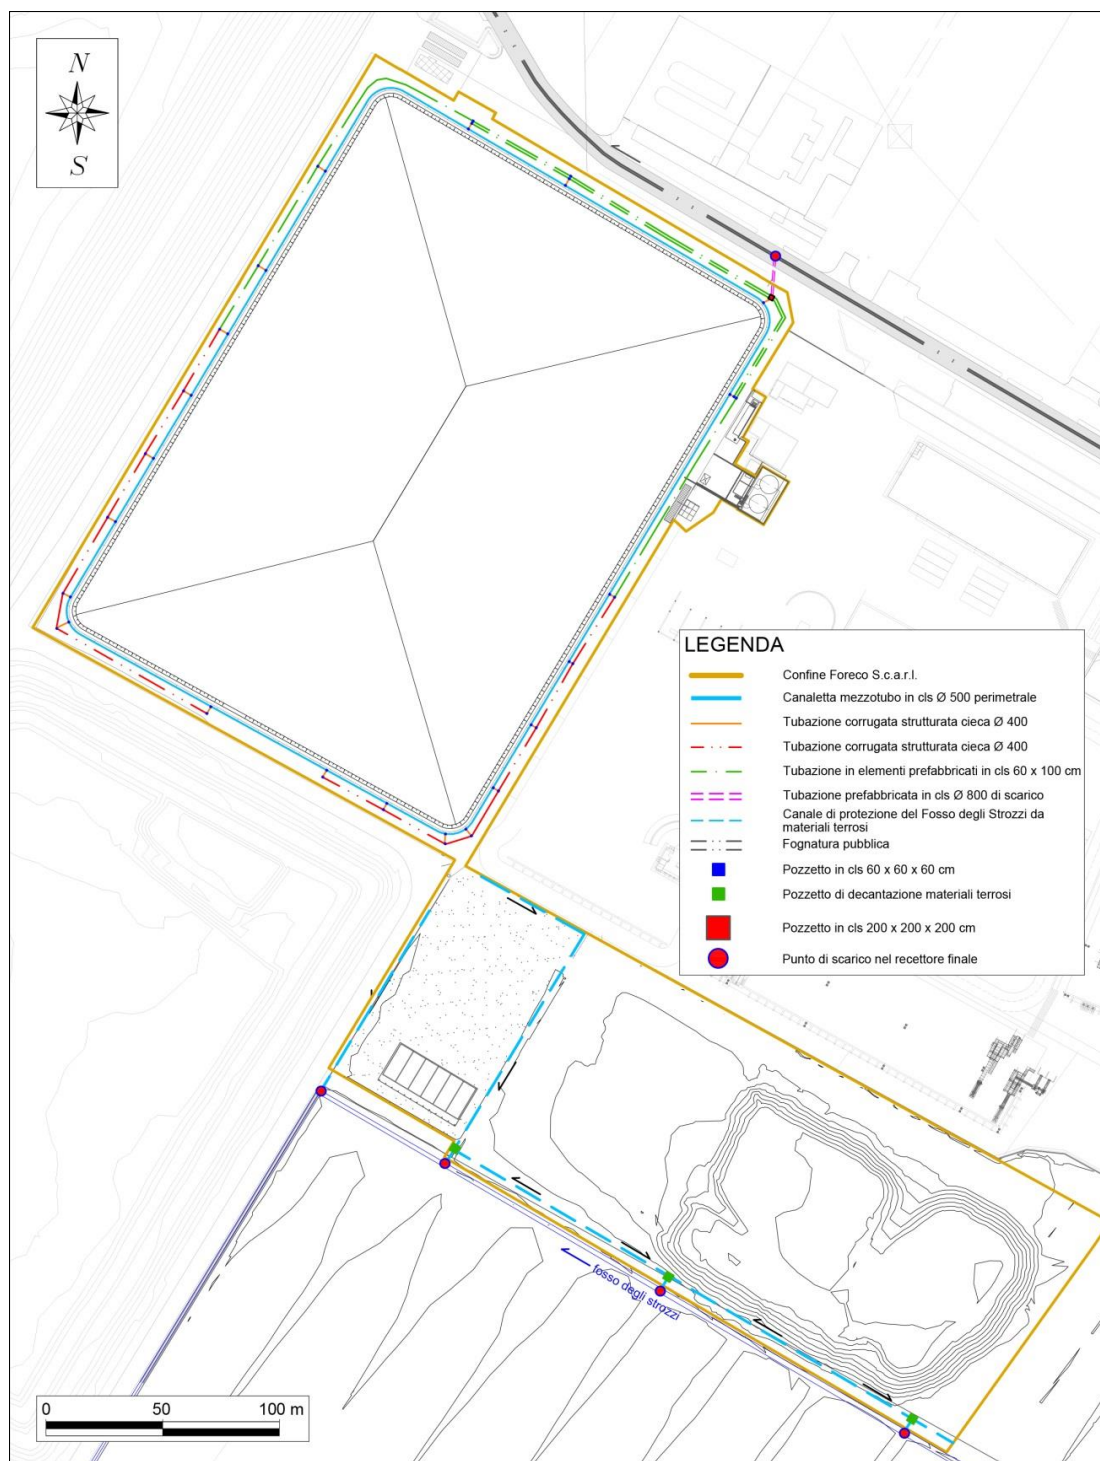 N
S
LEGENDA
Confine Foreco S.c.a.r.l.
Canaletta mezzotubo in cls Ø 500 perimetrale
Tubazione corrugata strutturata cieca Ø 400
Tubazione corrugata strutturata cieca Ø 400
Tubazione in elementi prefabbricati in cls 60 x 100 cm
Tubazione prefabbricata in cls Ø 800 di scarico
Canale di protezione del Fosso degli Strozzi da
materiali terrosi
Fognatura pubblica
Pozzetto in cls 60 x 60 x 60 cm
Pozzetto di decantazione materiali terrosi
Pozzetto in cls 200 x 200 x 200 cm
Punto di scarico nel recettore finale
fosso degli strozzi
0 50 100 m